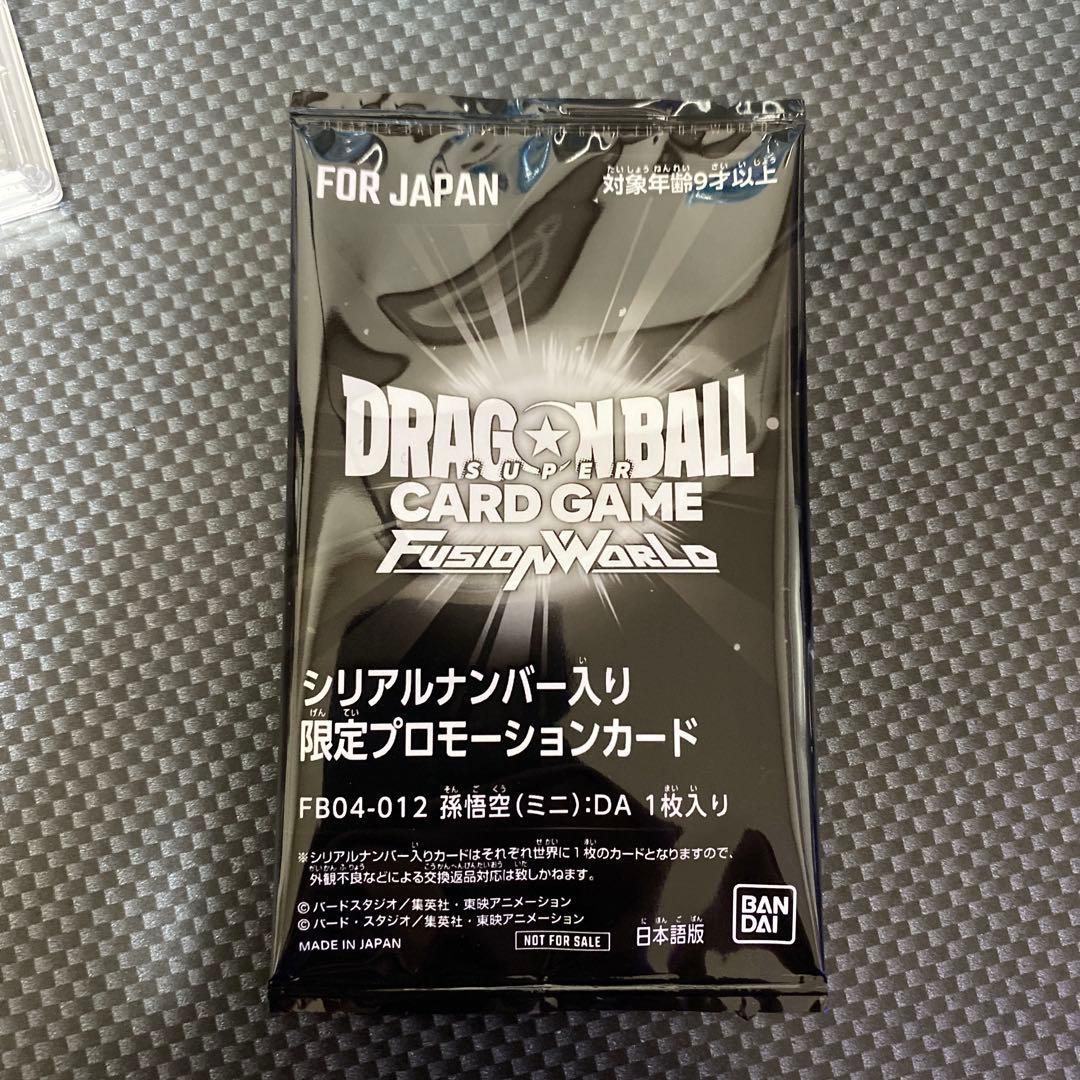 FOR JAPAN
対象年齢9才以上
DRAGON BALL
SUPER
CARD GAME
FUSION WORLD
シリアルナンバー入り
限定プロモーションカード
FB04-012 孫悟空(ミニ):DA 1枚入り
※シリアルナンバー入りカードはそれぞれ世界に1枚のカードとなりますので、
外観不良などによる交換返品対応は致しかねます。
©バードスタジオ/集英社・東映アニメーション
©バード・スタジオ/集英社・東映アニメーション
MADE IN JAPAN
NOT FOR SALE
日本語版
BAN
DAI